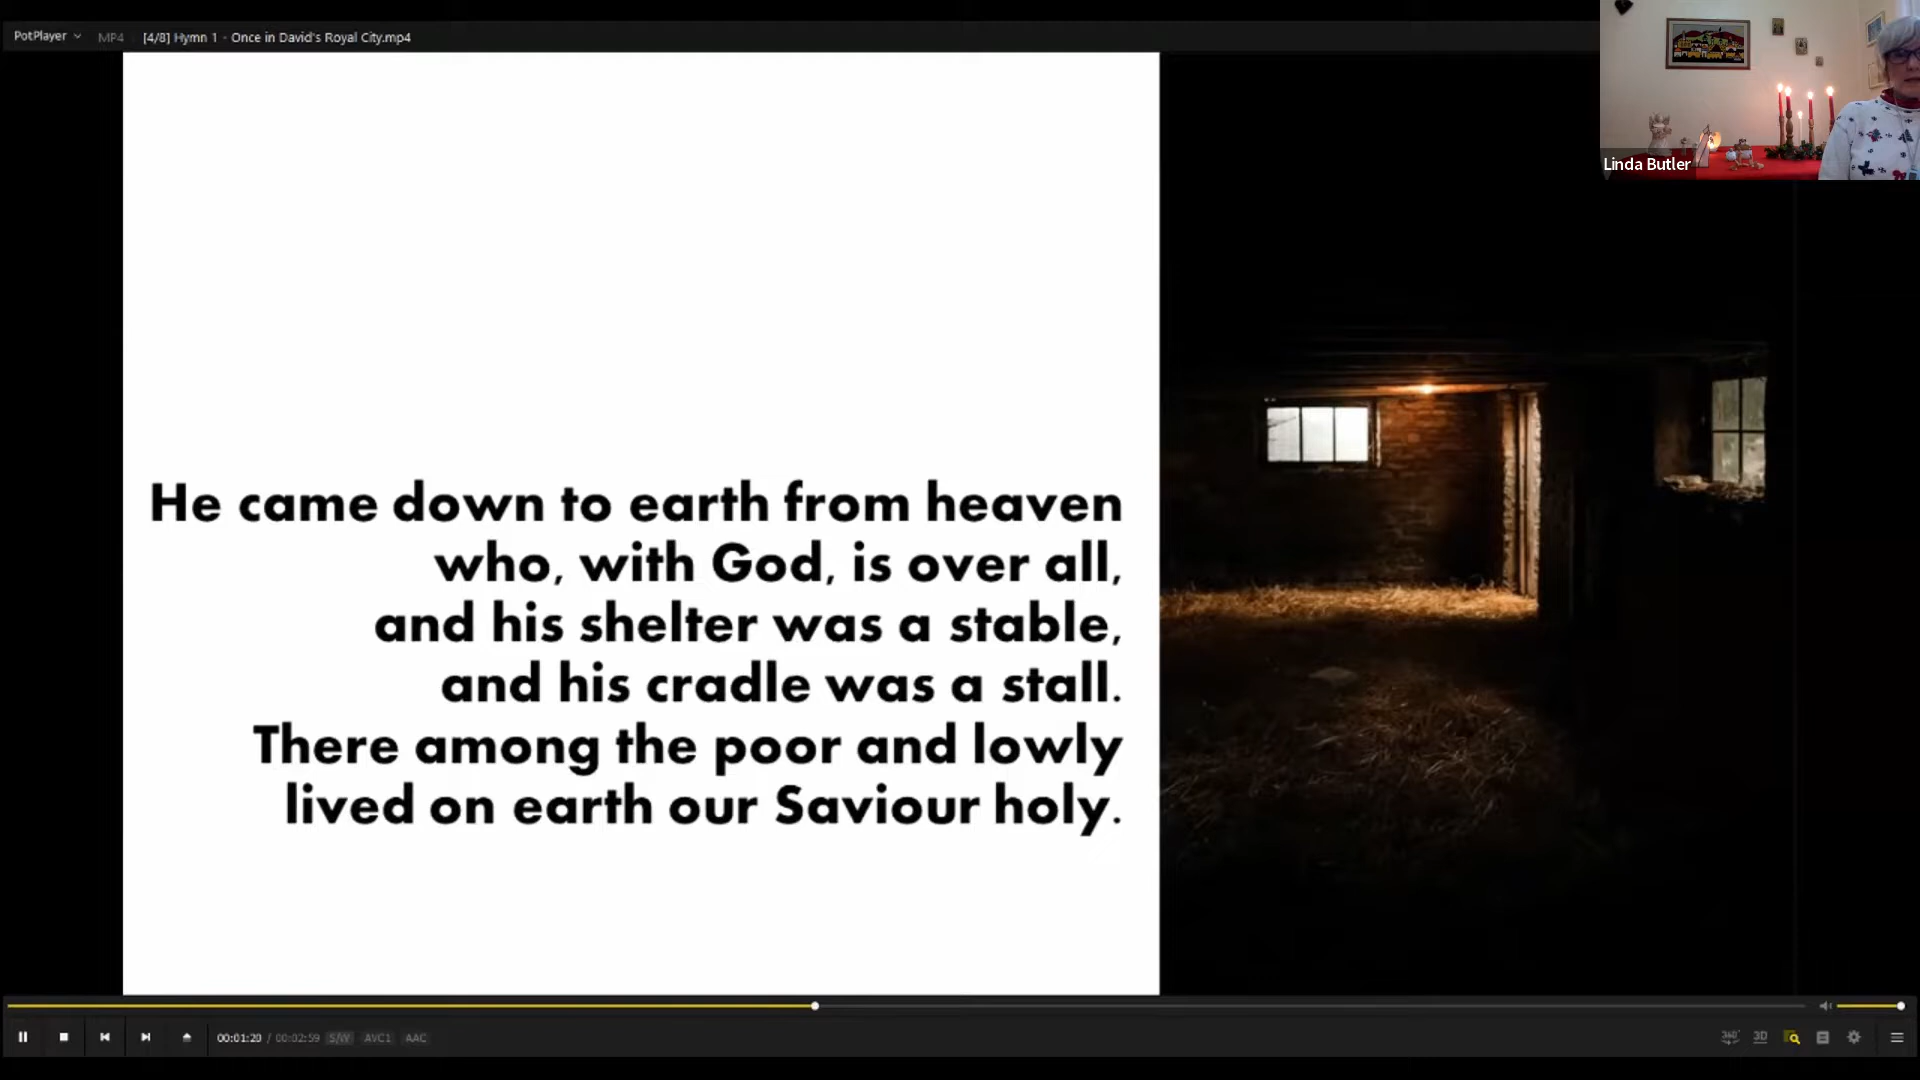 PotPlayer MP4 [4/8] Hymn 1 - Once in David's Royal City.mp4
Linda Butler
He came down to earth from heaven
who, with God, is over all,
and his shelter was a stable,
and his cradle was a stall.
There among the poor and lowly
lived on earth our Saviour holy.
00:01:20 / 00:02:59 S/W AVC1 AAC
360° 3D